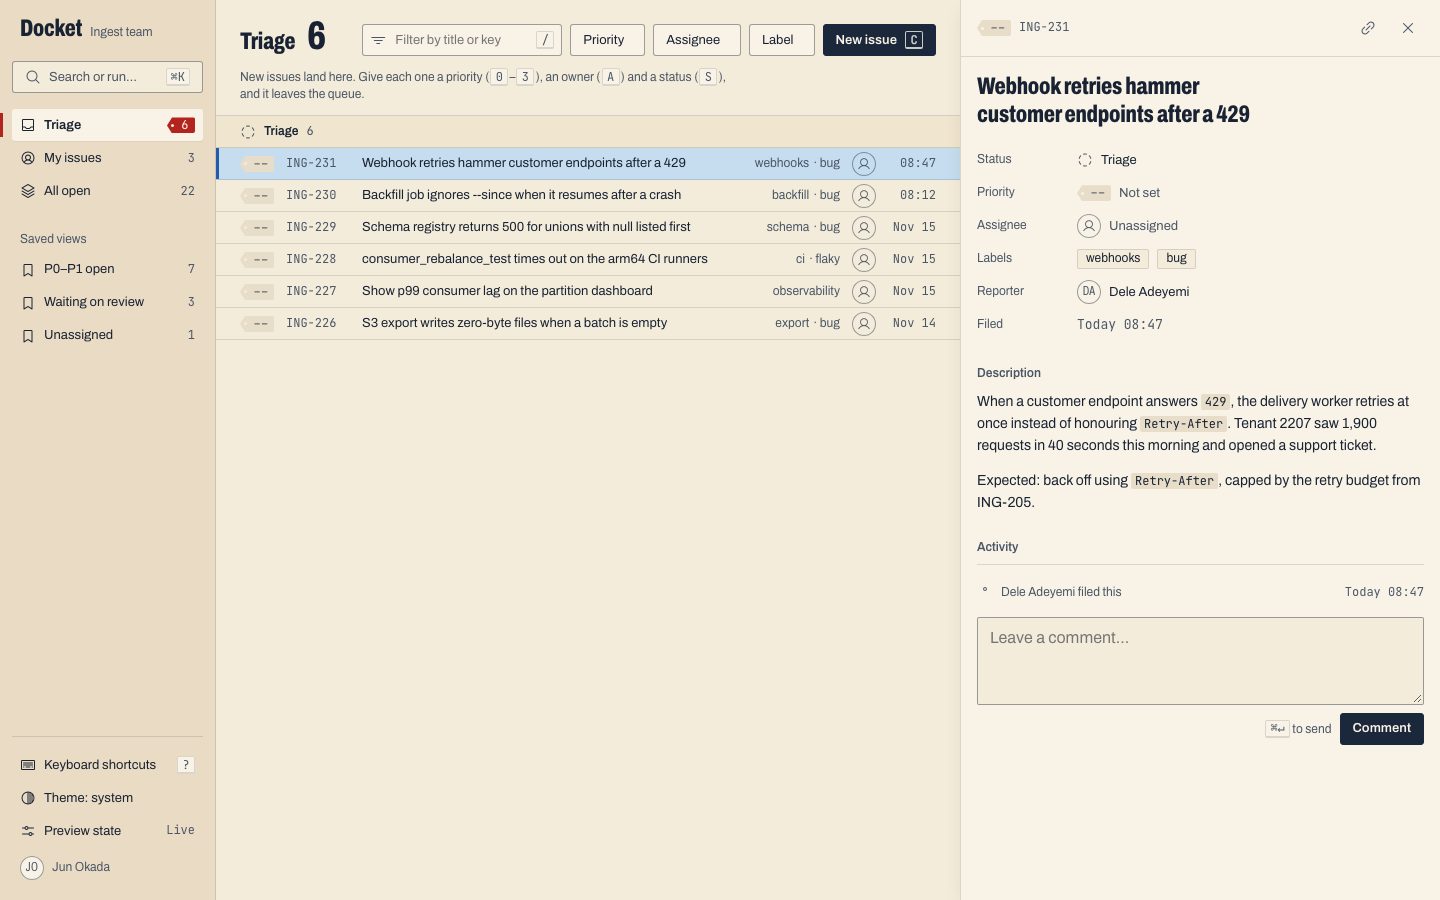 Docket Ingest team
Search or run... ⌘K
Triage 6
My issues 3
All open 22
Saved views
P0–P1 open 7
Waiting on review 3
Unassigned 1
Keyboard shortcuts ?
Theme: system
Preview state Live
JO Jun Okada
Triage 6
Filter by title or key /
Priority
Assignee
Label
New issue C
New issues land here. Give each one a priority ( 0 – 3 ), an owner ( A ) and a status ( S ),
and it leaves the queue.
Triage 6
-- ING-231 Webhook retries hammer customer endpoints after a 429 webhooks · bug 08:47
-- ING-230 Backfill job ignores --since when it resumes after a crash backfill · bug 08:12
-- ING-229 Schema registry returns 500 for unions with null listed first schema · bug Nov 15
-- ING-228 consumer_rebalance_test times out on the arm64 CI runners ci · flaky Nov 15
-- ING-227 Show p99 consumer lag on the partition dashboard observability Nov 15
-- ING-226 S3 export writes zero-byte files when a batch is empty export · bug Nov 14
-- ING-231
Webhook retries hammer
customer endpoints after a 429
Status Triage
Priority -- Not set
Assignee Unassigned
Labels webhooks bug
Reporter DA Dele Adeyemi
Filed Today 08:47
Description
When a customer endpoint answers 429, the delivery worker retries at
once instead of honouring Retry-After. Tenant 2207 saw 1,900
requests in 40 seconds this morning and opened a support ticket.
Expected: back off using Retry-After, capped by the retry budget from
ING-205.
Activity
Dele Adeyemi filed this Today 08:47
Leave a comment...
⌘↵ to send Comment